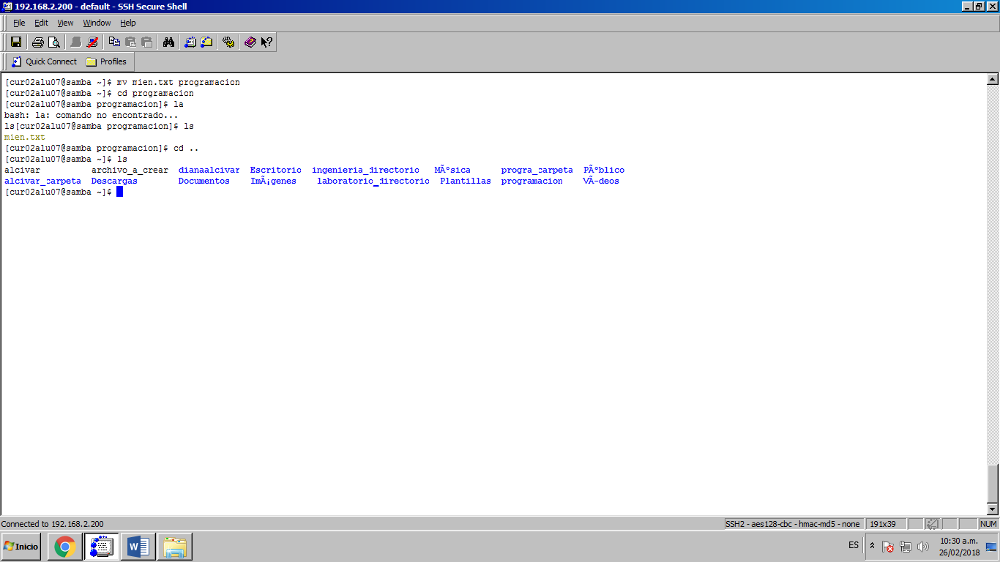 192.168.2.200 - default - SSH Secure Shell
File Edit View Window Help
Quick Connect Profiles
[cur02alu07@samba ~]$ mv mien.txt programacion
[cur02alu07@samba ~]$ cd programacion
[cur02alu07@samba programacion]$ la
bash: la: comando no encontrado...
ls[cur02alu07@samba programacion]$ ls
mien.txt
[cur02alu07@samba programacion]$ cd ..
[cur02alu07@samba ~]$ ls
alcivar archivo_a_crear dianaalcivar Escritorio ingenieria_directorio Música progra_carpeta Público
alcivar_carpeta Descargas Documentos Imágenes laboratorio_directorio Plantillas programacion VÃ-deos
[cur02alu07@samba ~]$
Connected to 192.168.2.200
SSH2 - aes128-cbc - hmac-md5 - none 191x39 NUM
Inicio
ES
10:30 a.m.
26/02/2018